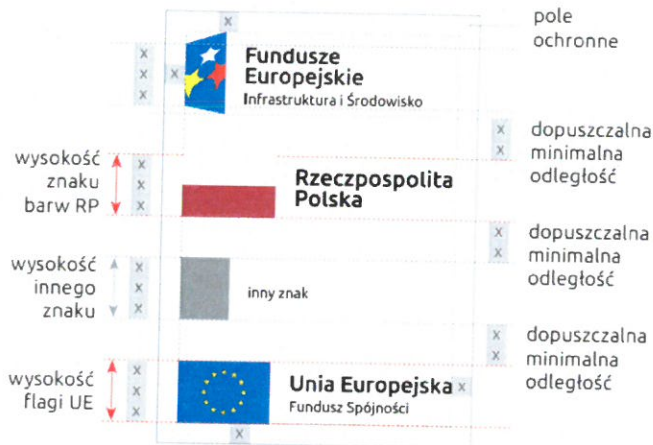 x
pole
ochronne
x
x
x
x
Fundusze
Europejskie
Infrastruktura i Środowisko
x
x
dopuszczalna
minimalna
odległość
wysokość
znaku
barw RP
x
x
x
Rzeczpospolita
Polska
x
x
dopuszczalna
minimalna
odległość
wysokość
innego
znaku
x
x
x
inny znak
x
x
dopuszczalna
minimalna
odległość
wysokość
flagi UE
x
x
x
Unia Europejska x
Fundusz Spójności
x